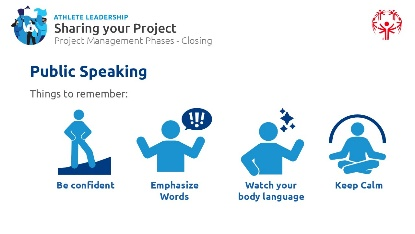 ATHLETE LEADERSHIP
Sharing your Project
Project Management Phases - Closing
Public Speaking
Things to remember:
!!!
Be confident
Emphasize
Words
Watch your
body language
Keep Calm